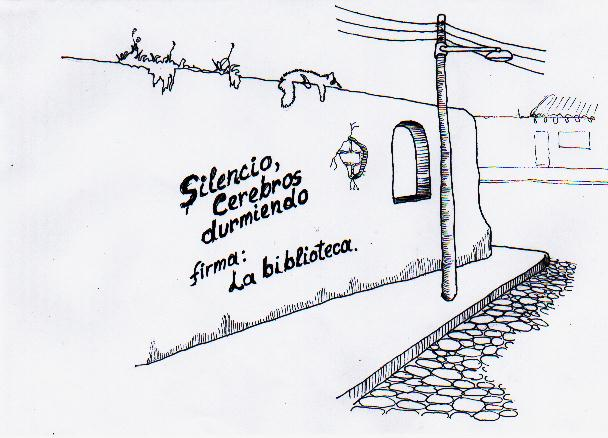 Silencio,
Cerebros
durmiendo
firma:
La biblioteca.